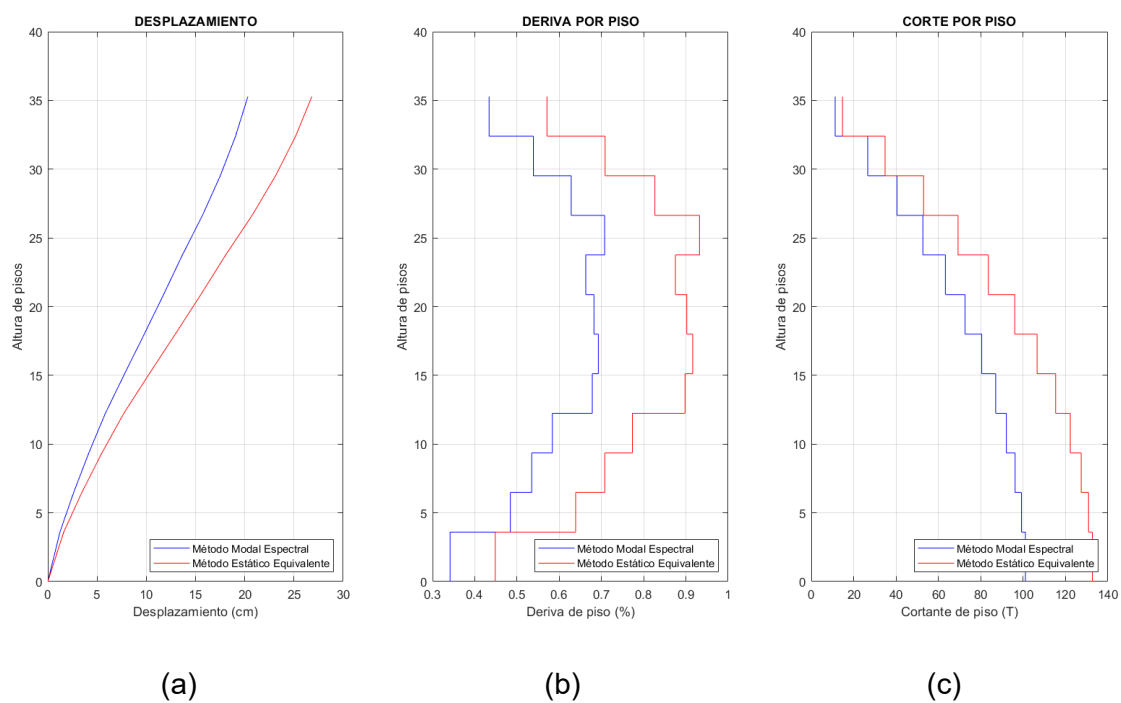 DESPLAZAMIENTO
40
35
30
25
20
15
10
5
0
Altura de pisos
Método Modal Espectral
Método Estático Equivalente
0 5 10 15 20 25 30
Desplazamiento (cm)
(a)
DERIVA POR PISO
40
35
30
25
20
15
10
5
0
Altura de pisos
Método Modal Espectral
Método Estático Equivalente
0.3 0.4 0.5 0.6 0.7 0.8 0.9 1
Deriva de piso (%)
(b)
CORTE POR PISO
40
35
30
25
20
15
10
5
0
Altura de pisos
Método Modal Espectral
Método Estático Equivalente
0 20 40 60 80 100 120 140
Cortante de piso (T)
(c)